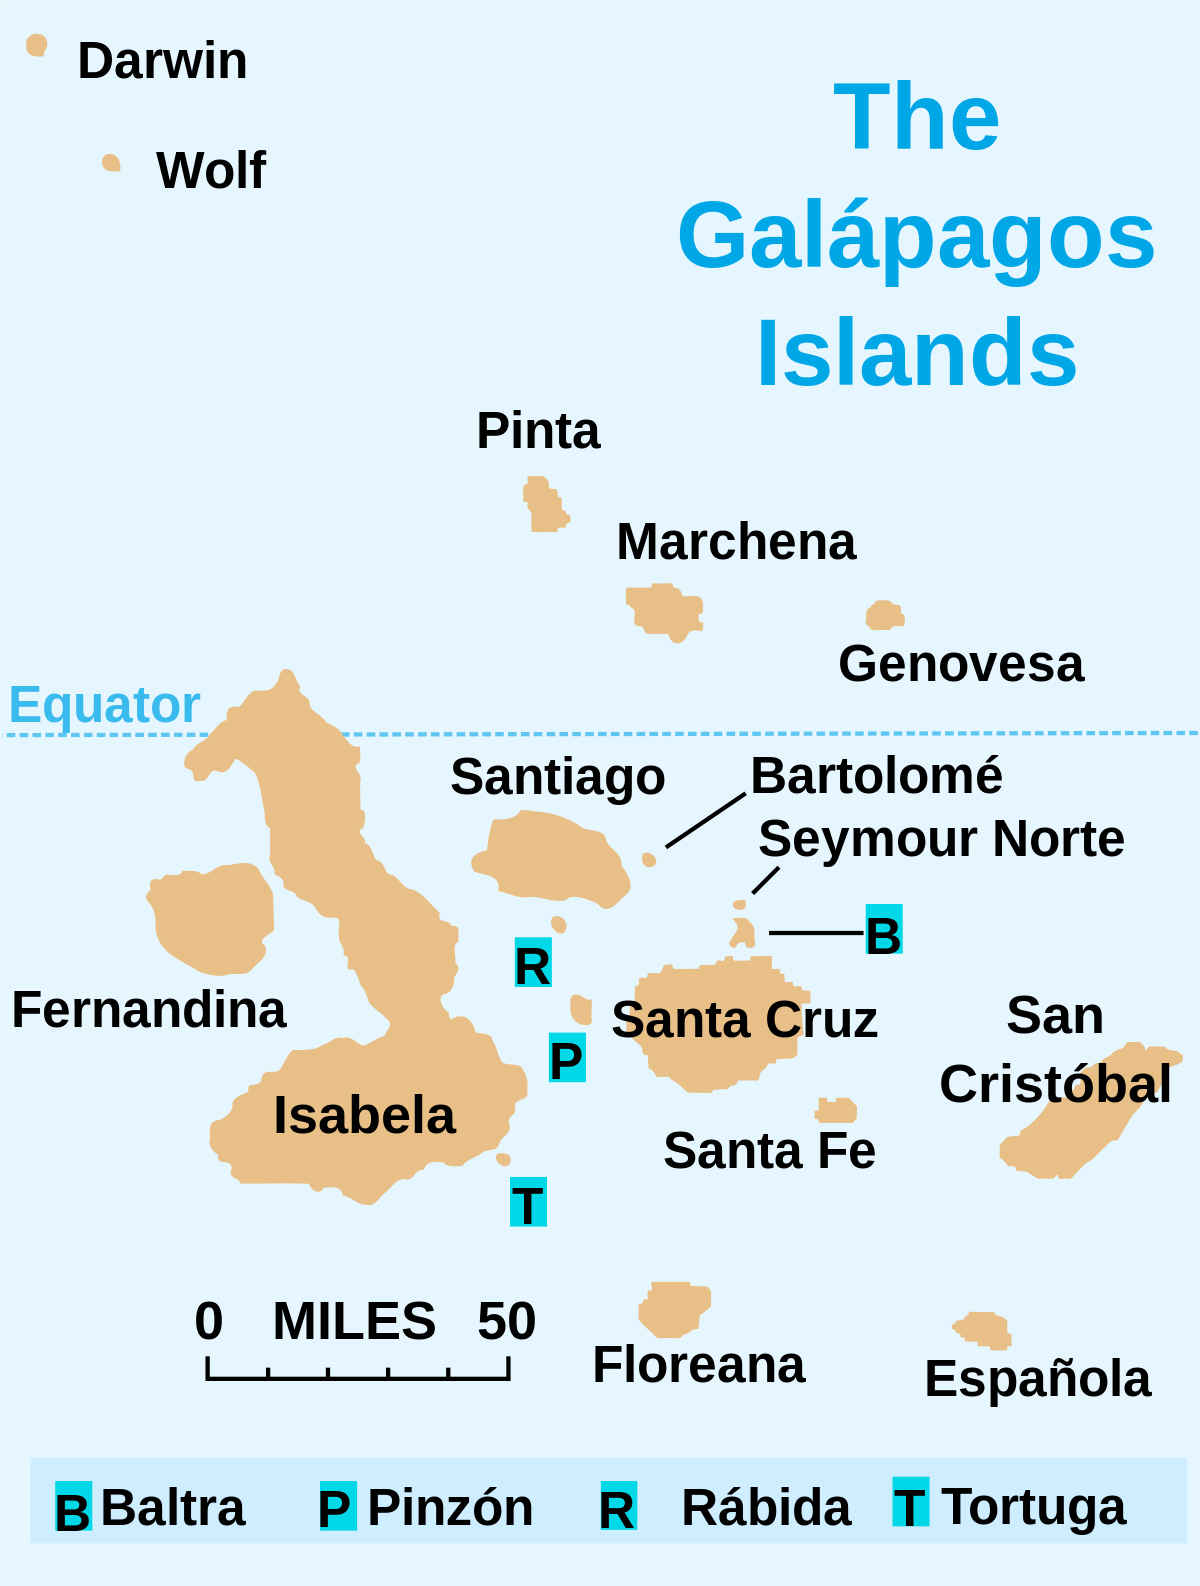 Darwin
The
Wolf
Galápagos
Islands
Pinta
Marchena
Genovesa
Equator
Santiago
Bartolomé
Seymour Norte
B
R
Fernandina
Santa Cruz
San
P
Cristóbal
Isabela
Santa Fe
T
0 MILES 50
Floreana
Española
B Baltra P Pinzón R Rábida T Tortuga